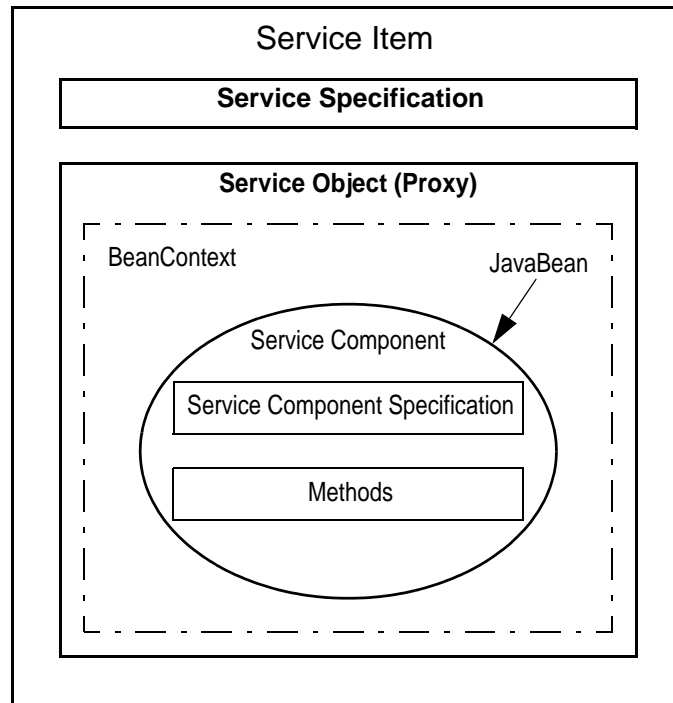 Service Item
Service Specification
Service Object (Proxy)
BeanContext
JavaBean
Service Component
Service Component Specification
Methods